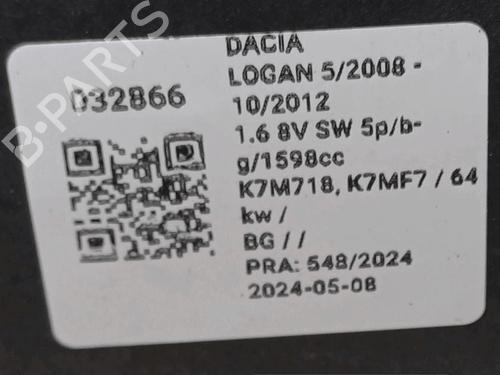 DACIA
032866
LOGAN 5/2008 -
10/2012
1.6 8V SW 5p/b-
g/1598cc
K7M718, K7MF7 / 64
kw /
BG / /
PRA: 548/2024
2024-05-08
B-PARTS